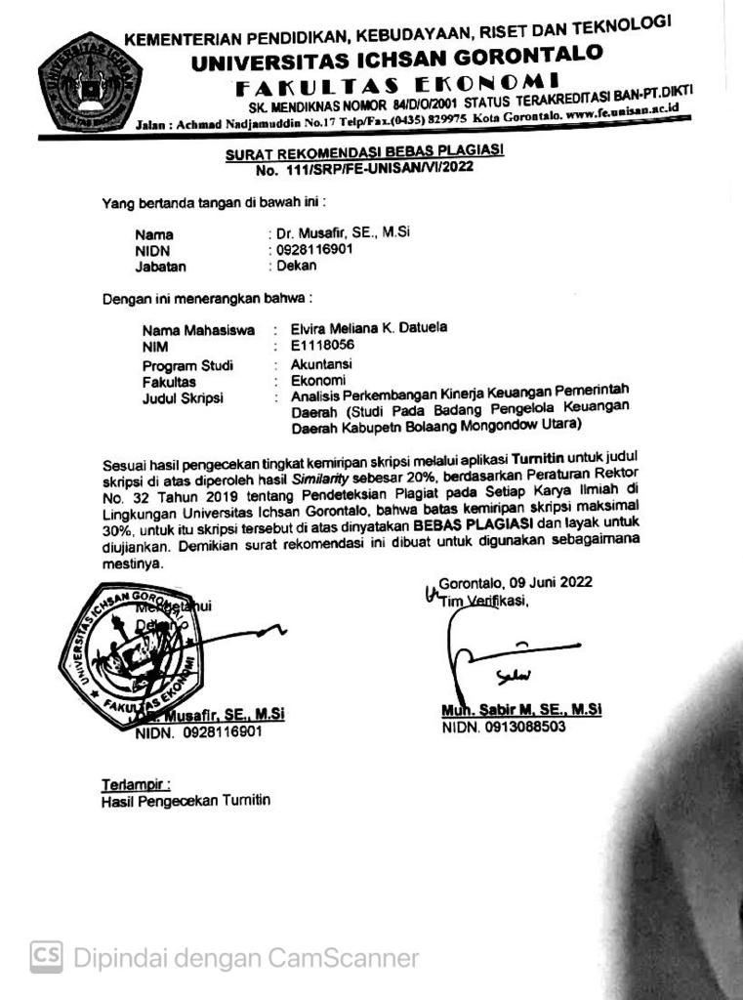 KEMENTERIAN PENDIDIKAN, KEBUDAYAAN, RISET DAN TEKNOLOGI
UNIVERSITAS ICHSAN GORONTALO
FAKULTAS EKONOMI
SK. MENDIKNAS NOMOR 84/D/O/2001 STATUS TERAKREDITASI BAN-PT.DIKTI
Jalan : Achmad Nadjamuddin No.17 Telp/Fax.(0435) 829975 Kota Gorontalo. www.fe.unisan.ac.id
SURAT REKOMENDASI BEBAS PLAGIASI
No. 111/SRP/FE-UNISAN/VI/2022
Yang bertanda tangan di bawah ini :
Nama : Dr. Musafir, SE., M.Si
NIDN : 0928116901
Jabatan : Dekan
Dengan ini menerangkan bahwa :
Nama Mahasiswa : Elvira Meliana K. Datuela
NIM : E1118056
Program Studi : Akuntansi
Fakultas : Ekonomi
Judul Skripsi : Analisis Perkembangan Kinerja Keuangan Pemerintah
Daerah (Studi Pada Badang Pengelola Keuangan
Daerah Kabupetn Bolaang Mongondow Utara)
Sesuai hasil pengecekan tingkat kemiripan skripsi melalui aplikasi Turnitin untuk judul
skripsi di atas diperoleh hasil Similarity sebesar 20%, berdasarkan Peraturan Rektor
No. 32 Tahun 2019 tentang Pendeteksian Plagiat pada Setiap Karya Ilmiah di
Lingkungan Universitas Ichsan Gorontalo, bahwa batas kemiripan skripsi maksimal
30%, untuk itu skripsi tersebut di atas dinyatakan BEBAS PLAGIASI dan layak untuk
diujiankan. Demikian surat rekomendasi ini dibuat untuk digunakan sebagaimana
mestinya.
Gorontalo, 09 Juni 2022
Mengetahui
Tim Verifikasi,
Dekan
UNIVERSITAS ICHSAN GORONTALO
FAKULTAS EKONOMI
Musafir, SE., M.Si
NIDN. 0928116901
Muh. Sabir M, SE., M.Si
NIDN. 0913088503
Terlampir :
Hasil Pengecekan Turnitin
CS Dipindai dengan CamScanner